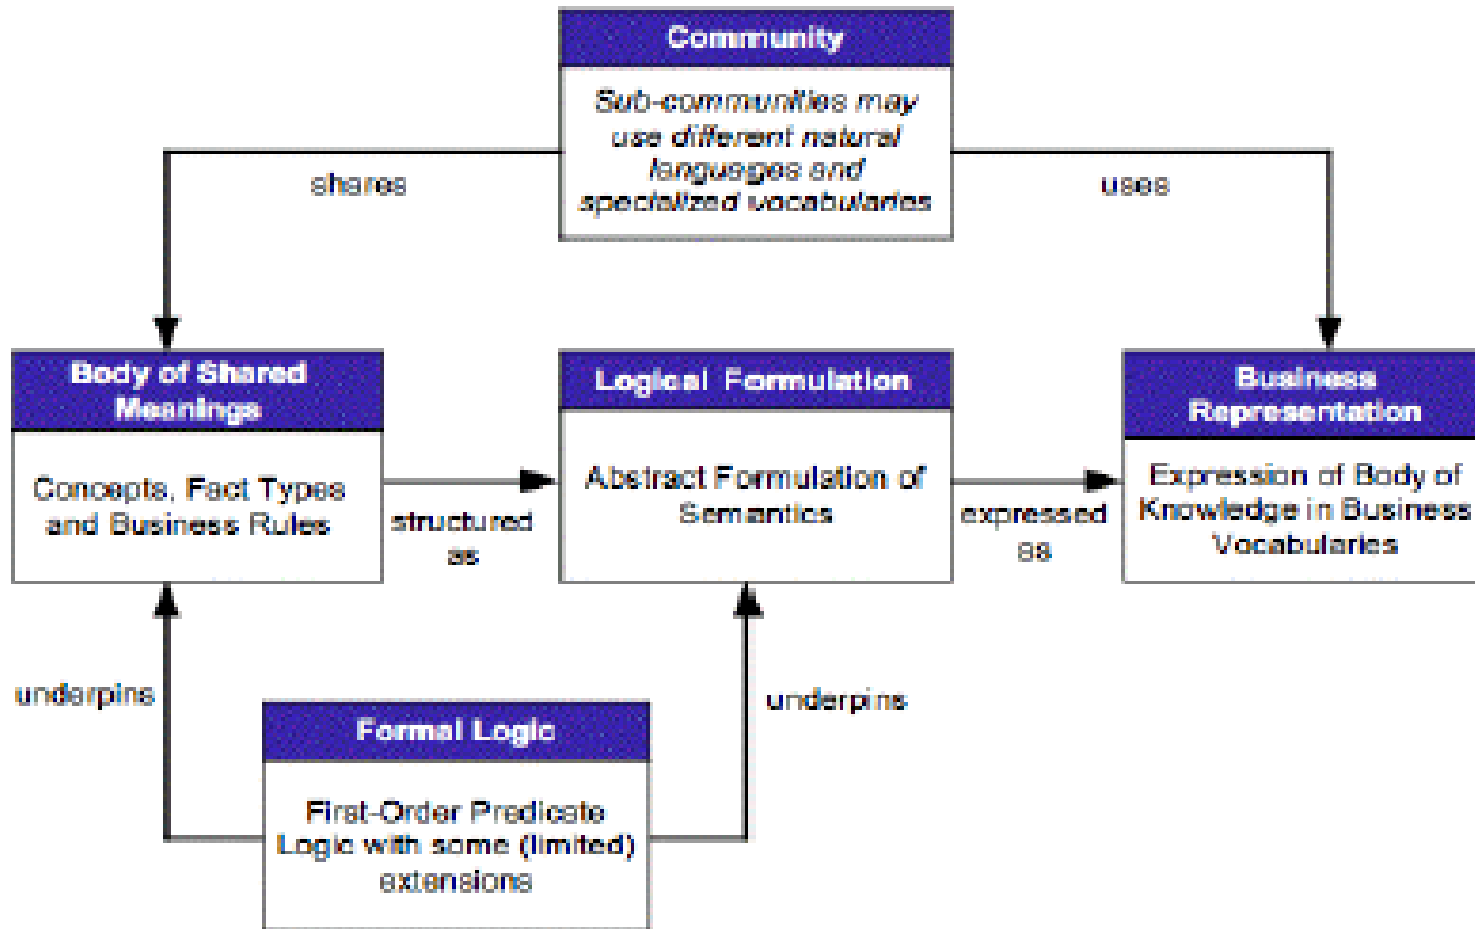 Community
Sub-communities may
use different natural
languages and
specialized vocabularies
shares
uses
Body of Shared
Meanings
Concepts, Fact Types
and Business Rules
structured
as
Logical Formulation
Abstract Formulation of
Semantics
expressed
as
Business
Representation
Expression of Body of
Knowledge in Business
Vocabularies
underpins
underpins
Formal Logic
First-Order Predicate
Logic with some (limited)
extensions